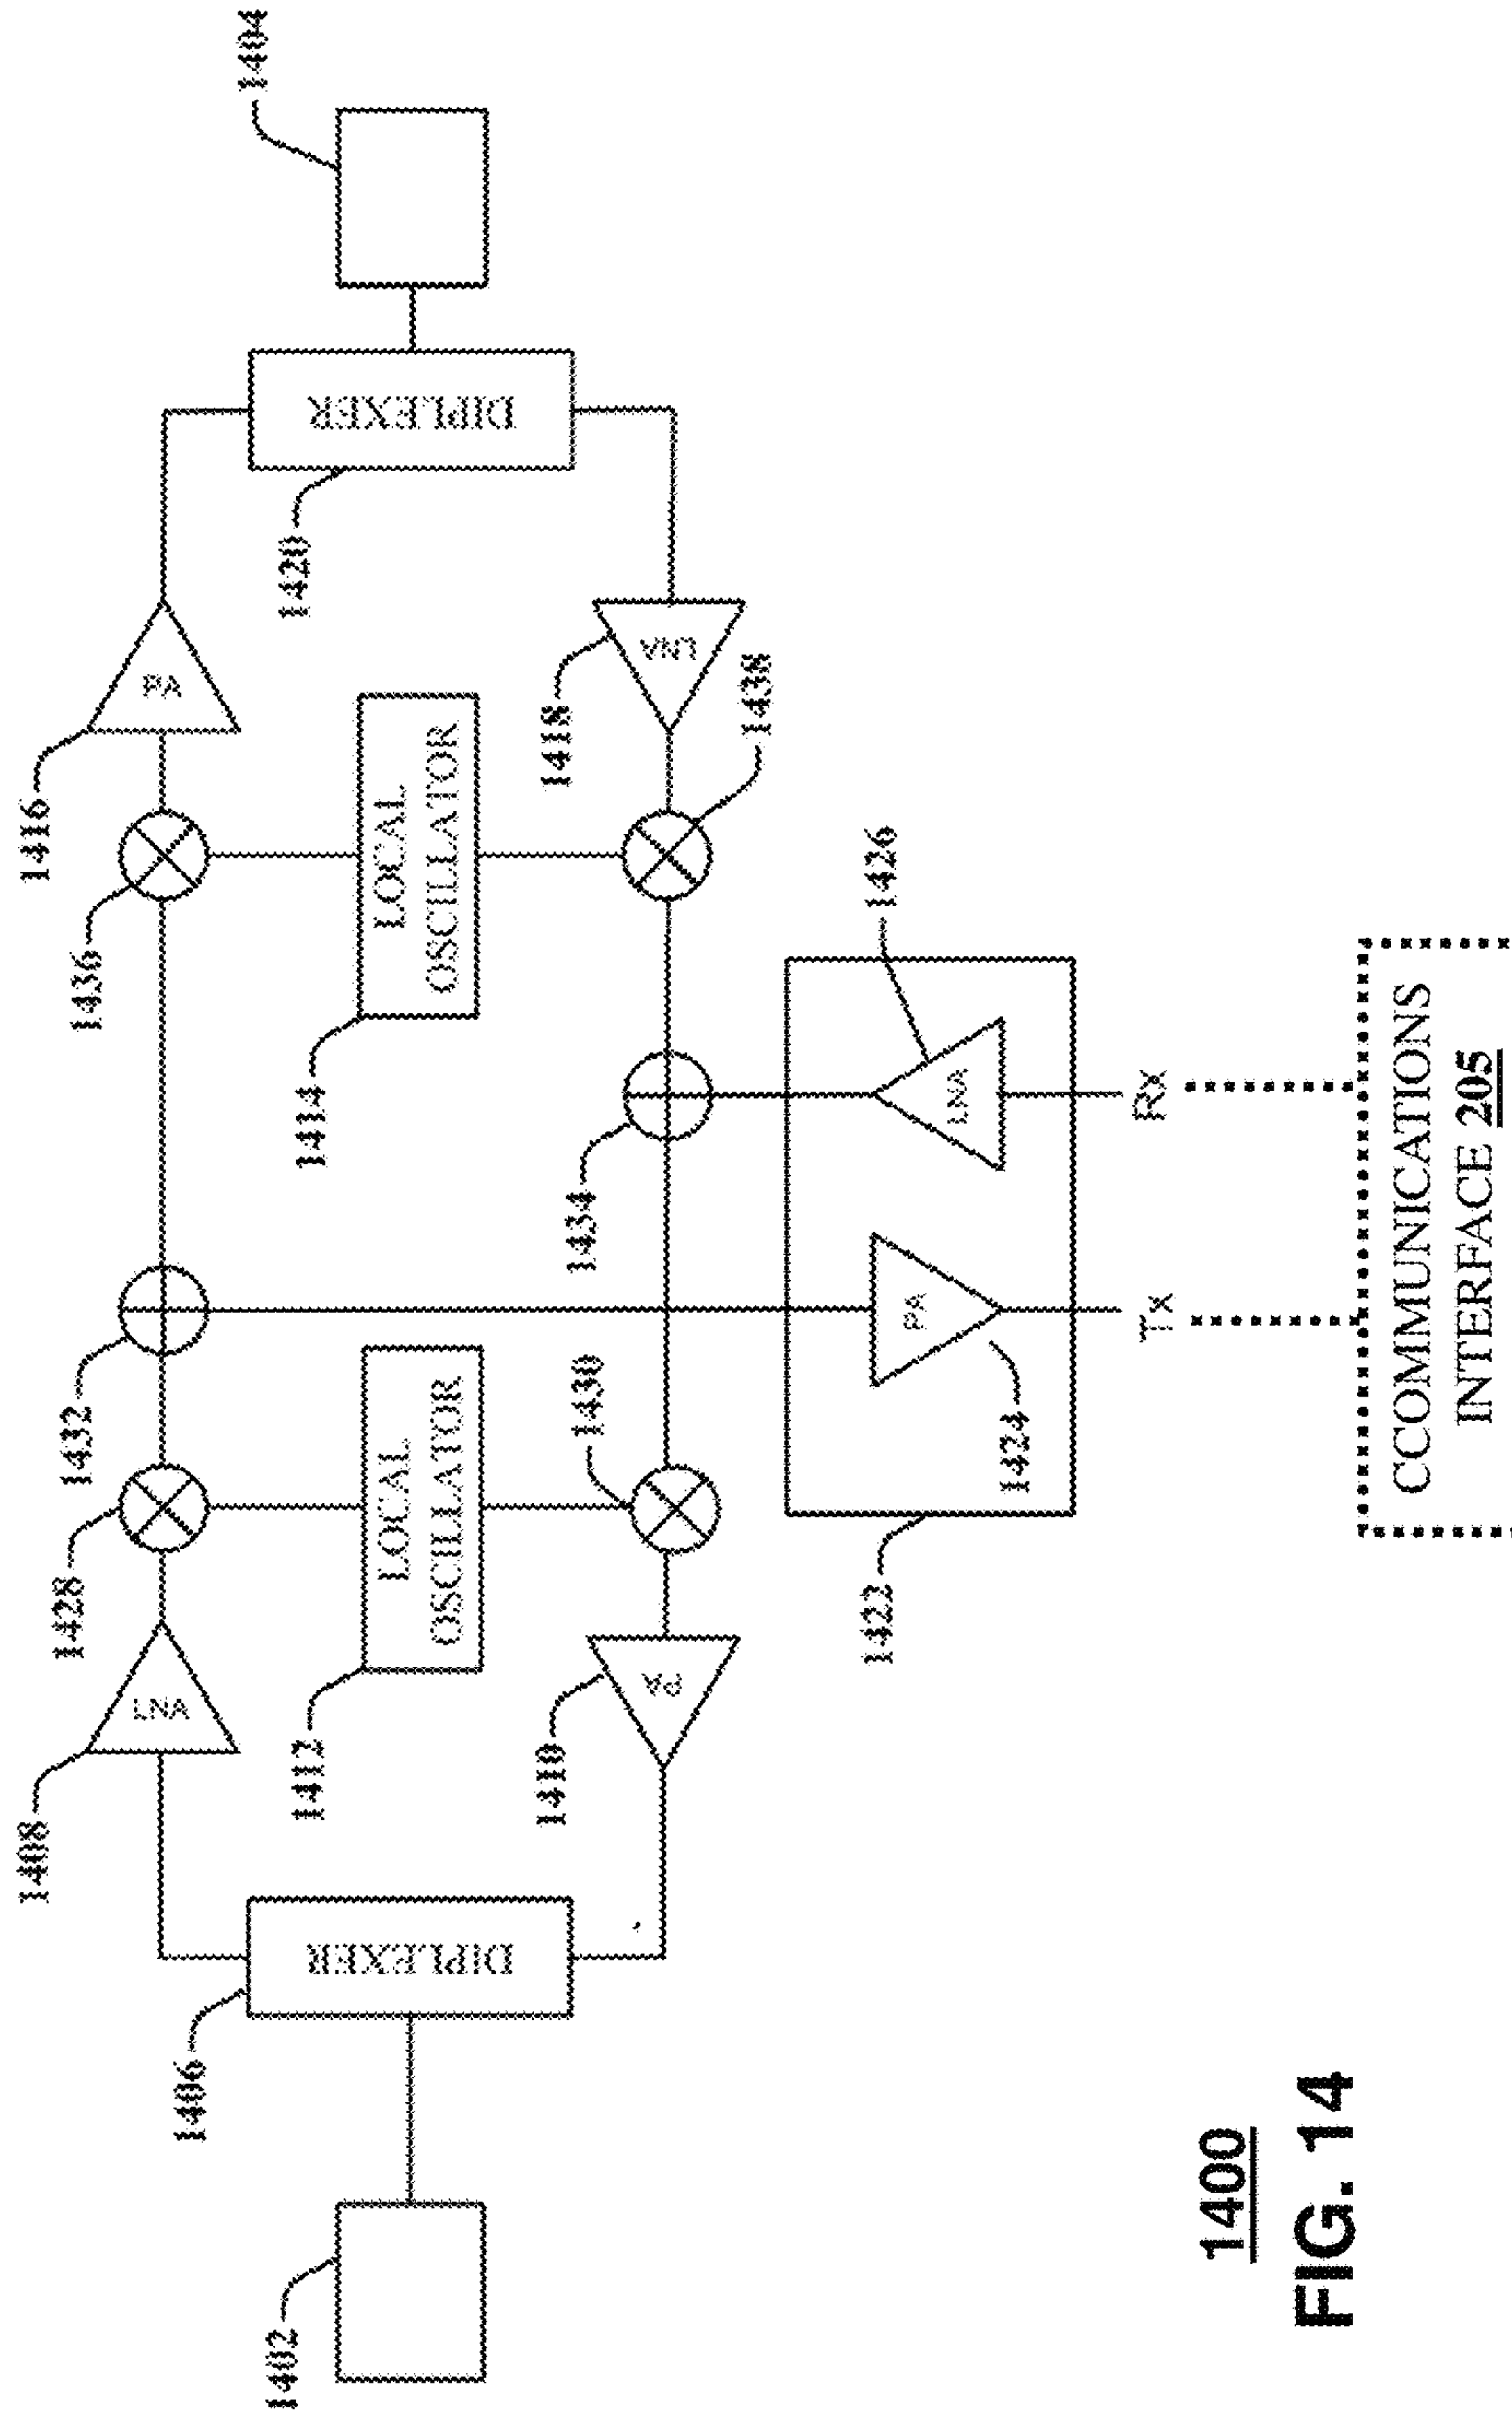 1404
1416
1436
PA
DIPLEXER
1420
LOCAL
OSCILLATOR
1414
LNA
1418
1438
1432
1434
1426
LNA
RX
1428
LNA
1408
LOCAL
OSCILLATOR
1412
1430
PA
1410
PA
1424
TX
1422
CCOMMUNICATIONS
INTERFACE 205
DIPLEXER
1406
1402
1400
FIG. 14